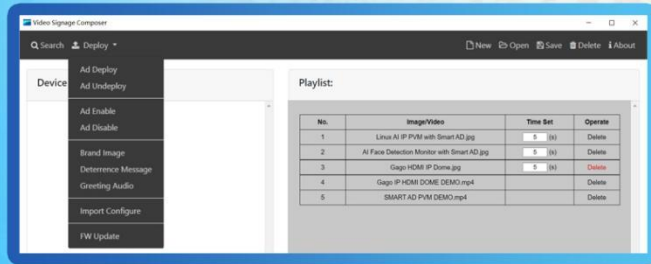 Video Signage Composer
Search Deploy New Open Save Delete About
Device
Ad Deploy
Ad Undeploy
Ad Enable
Ad Disable
Brand Image
Deterrence Message
Greeting Audio
Import Configure
FW Update
Playlist:
No. Image/Video Time Set Operate
1 Linux AI IP PVM with Smart AD.jpg 5 (s) Delete
2 AI Face Detection Monitor with Smart AD.jpg 5 (s) Delete
3 Gago HDMI IP Dome.jpg 5 (s) Delete
4 Gago IP HDMI DOME DEMO.mp4 Delete
5 SMART AD PVM DEMO.mp4 Delete